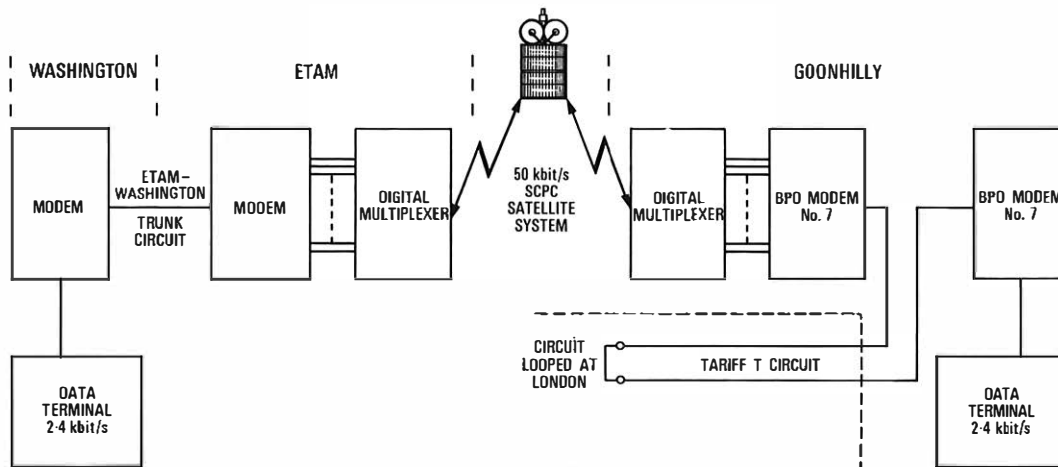 WASHINGTON
ETAM
GOONHILLY
MODEM
ETAM–
WASHINGTON
TRUNK
CIRCUIT
MODEM
DIGITAL
MULTIPLEXER
50 kbit/s
SCPC
SATELLITE
SYSTEM
DIGITAL
MULTIPLEXER
BPO MODEM
No. 7
BPO MODEM
No. 7
CIRCUIT
LOOPED AT
LONDON
TARIFF T CIRCUIT
DATA
TERMINAL
2·4 kbit/s
DATA
TERMINAL
2·4 kbit/s